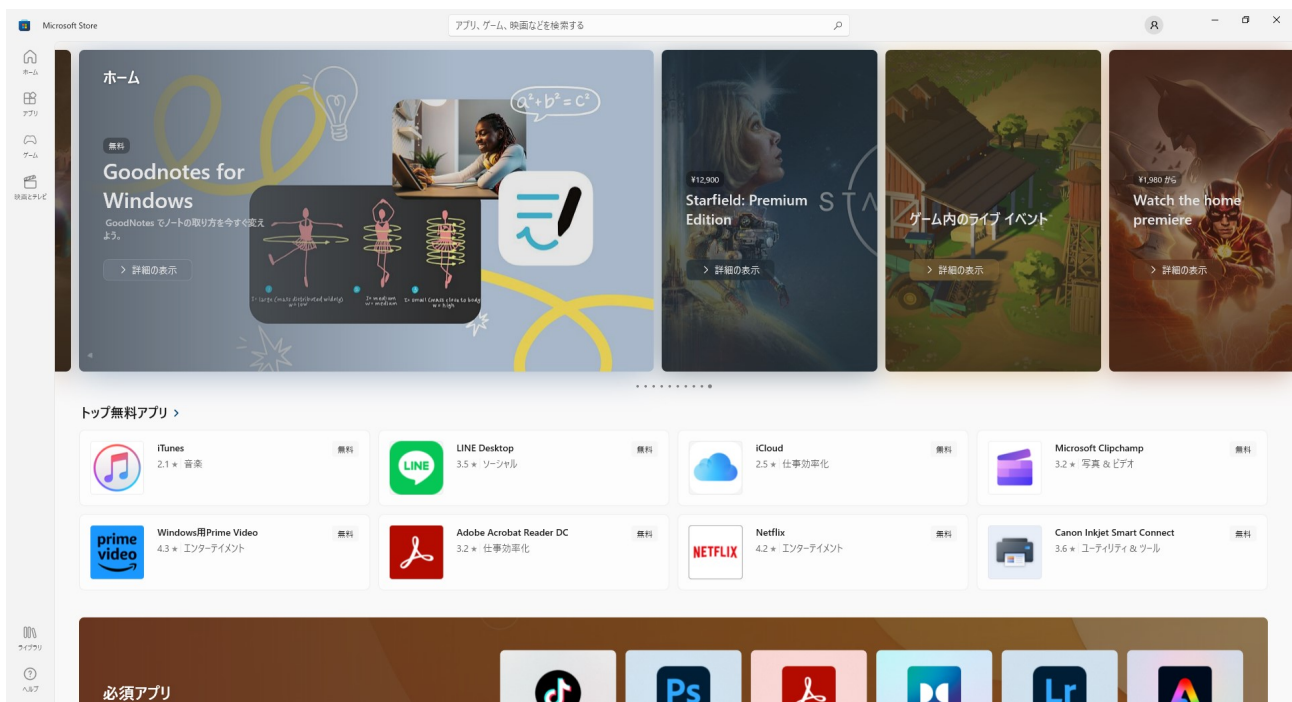 Microsoft Store
アプリ、ゲーム、映画などを検索する
ホーム
アプリ
ゲーム
映画とテレビ
ライブラリ
ヘルプ
ホーム
無料
Goodnotes for
Windows
GoodNotes でノートの取り方を今すぐ変え
よう。
詳細の表示
a²+b²=c²
¥12,900
Starfield: Premium
Edition
詳細の表示
STA
ゲーム内のライブ イベント
詳細の表示
¥1,980 から
Watch the home
premiere
詳細の表示
トップ無料アプリ
iTunes
無料
2.1 ★ 音楽
LINE
LINE Desktop
無料
3.5 ★ ソーシャル
iCloud
無料
2.5 ★ 仕事効率化
Microsoft Clipchamp
無料
3.2 ★ 写真 & ビデオ
prime
video
Windows用Prime Video
無料
4.3 ★ エンターテイメント
Adobe Acrobat Reader DC
無料
3.2 ★ 仕事効率化
NETFLIX
Netflix
無料
4.2 ★ エンターテイメント
Canon Inkjet Smart Connect
無料
3.6 ★ ユーティリティ & ツール
必須アプリ
Ps
Lr